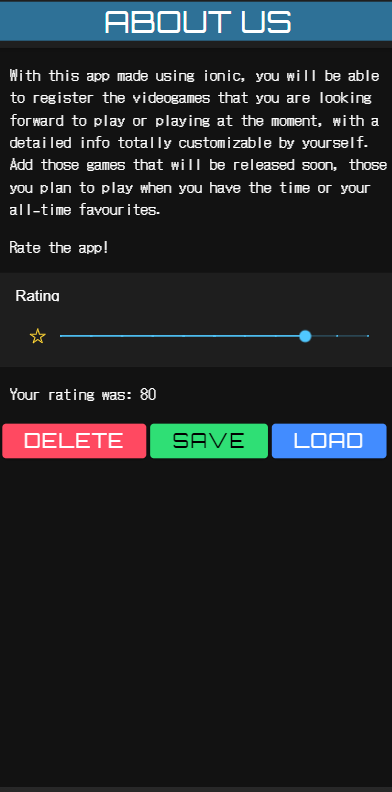 ABOUT US
With this app made using ionic, you will be able
to register the videogames that you are looking
forward to play or playing at the moment, with a
detailed info totally customizable by yourself.
Add those games that will be released soon, those
you plan to play when you have the time or your
all-time favourites.
Rate the app!
Rating
Your rating was: 80
DELETE SAVE LOAD